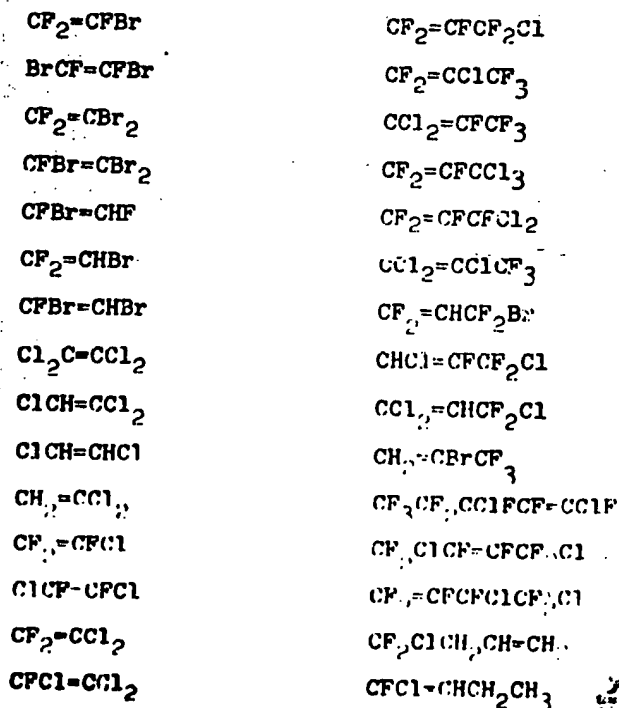 CF₂=CFBr
BrCF=CFBr
CF₂=CBr₂
CFBr=CBr₂
CFBr=CHF
CF₂=CHBr
CFBr=CHBr
Cl₂C=CCl₂
ClCH=CCl₂
ClCH=CHCl
CH₂=CCl₂
CF₂=CFCl
ClCF=CFCl
CF₂=CCl₂
CFCl=CCl₂
CF₂=CFCF₂Cl
CF₂=CClCF₃
CCl₂=CFCF₃
CF₂=CFCCl₃
CF₂=CFCFCl₂
CCl₂=CClCF₃
CF₂=CHCF₂Br
CHCl=CFCF₂Cl
CCl₂=CHCF₂Cl
CH₂=CBrCF₃
CF₃CF₂CClFCF=CClF
CF₂ClCF=CFCF₂Cl
CF₂=CFCFClCF₂Cl
CF₂ClCH₂CH=CH₂
CFCl=CHCH₂CH₃